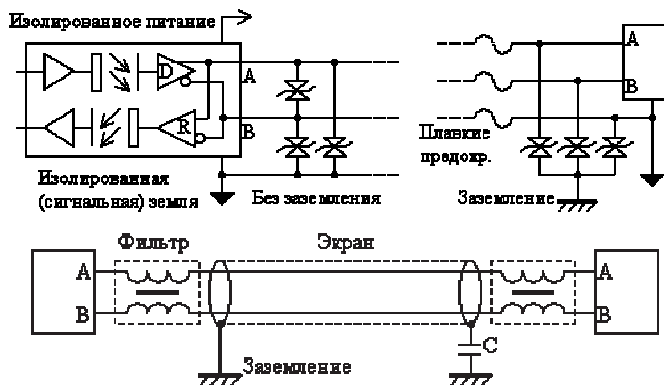 Изолированное питание
D
A
R
B
Изолированная
(сигнальная) земля
Без заземления
A
B
Плавкие
предохр.
Заземление
Фильтр
Экран
A
B
A
B
C
Заземление